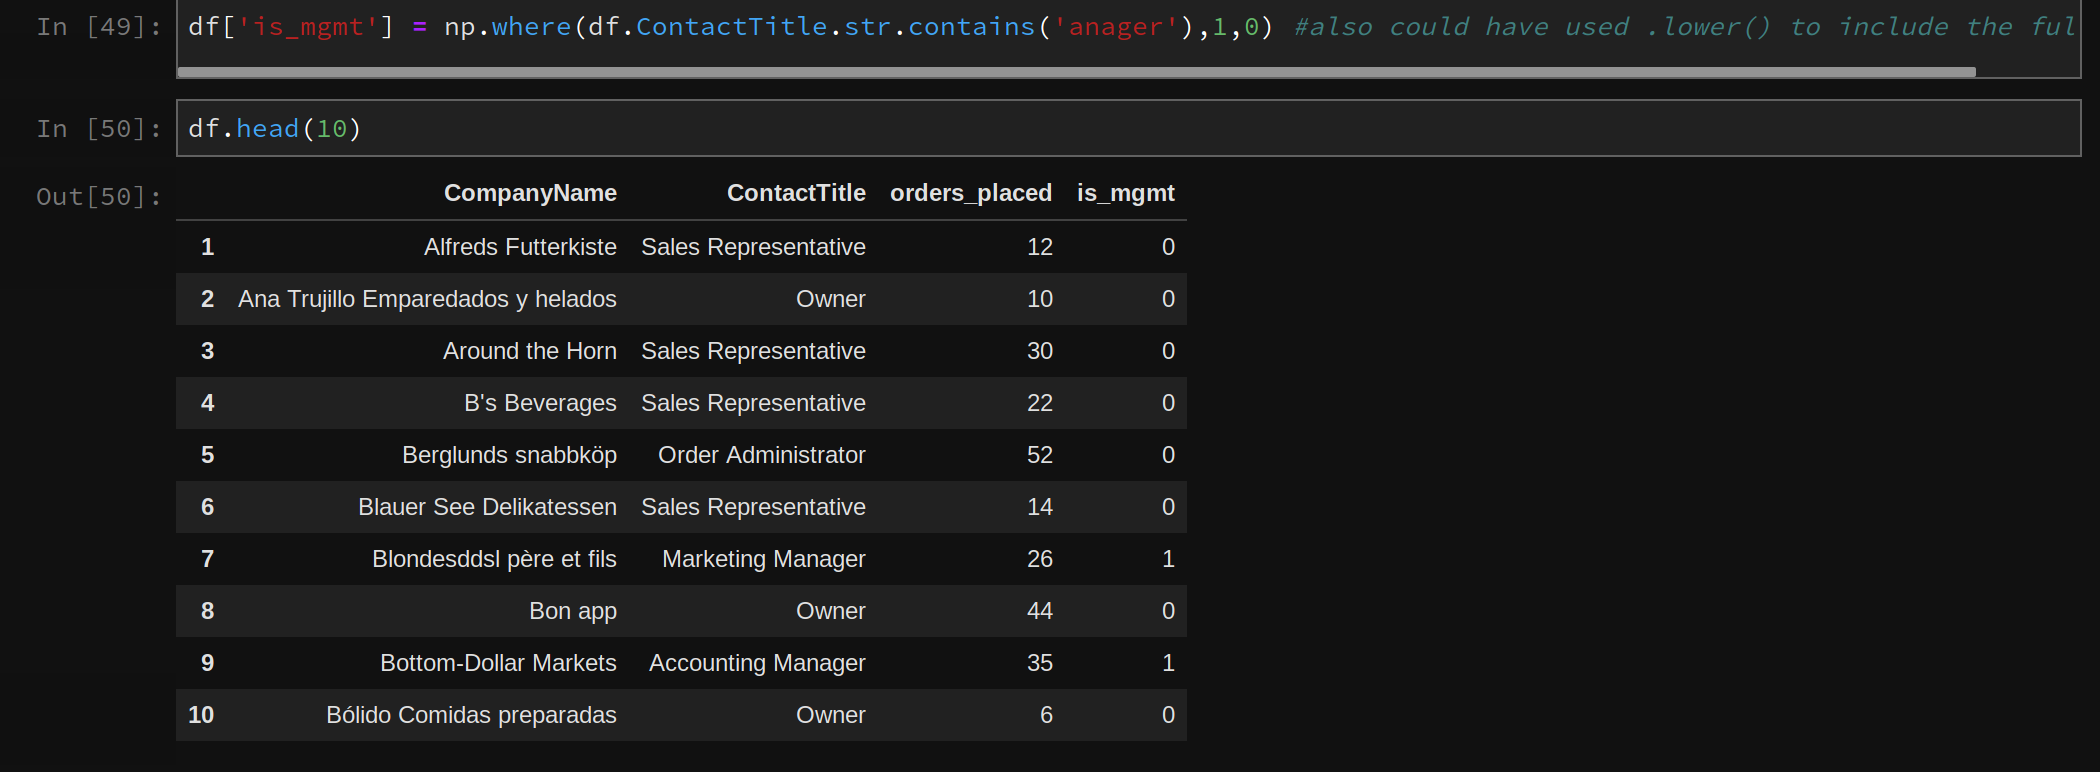 In [49]: df['is_mgmt'] = np.where(df.ContactTitle.str.contains('anager'),1,0) #also could have used .lower() to include the ful
In [50]: df.head(10)
Out[50]:
CompanyName ContactTitle orders_placed is_mgmt
1 Alfreds Futterkiste Sales Representative 12 0
2 Ana Trujillo Emparedados y helados Owner 10 0
3 Around the Horn Sales Representative 30 0
4 B's Beverages Sales Representative 22 0
5 Berglunds snabbköp Order Administrator 52 0
6 Blauer See Delikatessen Sales Representative 14 0
7 Blondesddsl père et fils Marketing Manager 26 1
8 Bon app Owner 44 0
9 Bottom-Dollar Markets Accounting Manager 35 1
10 Bólido Comidas preparadas Owner 6 0